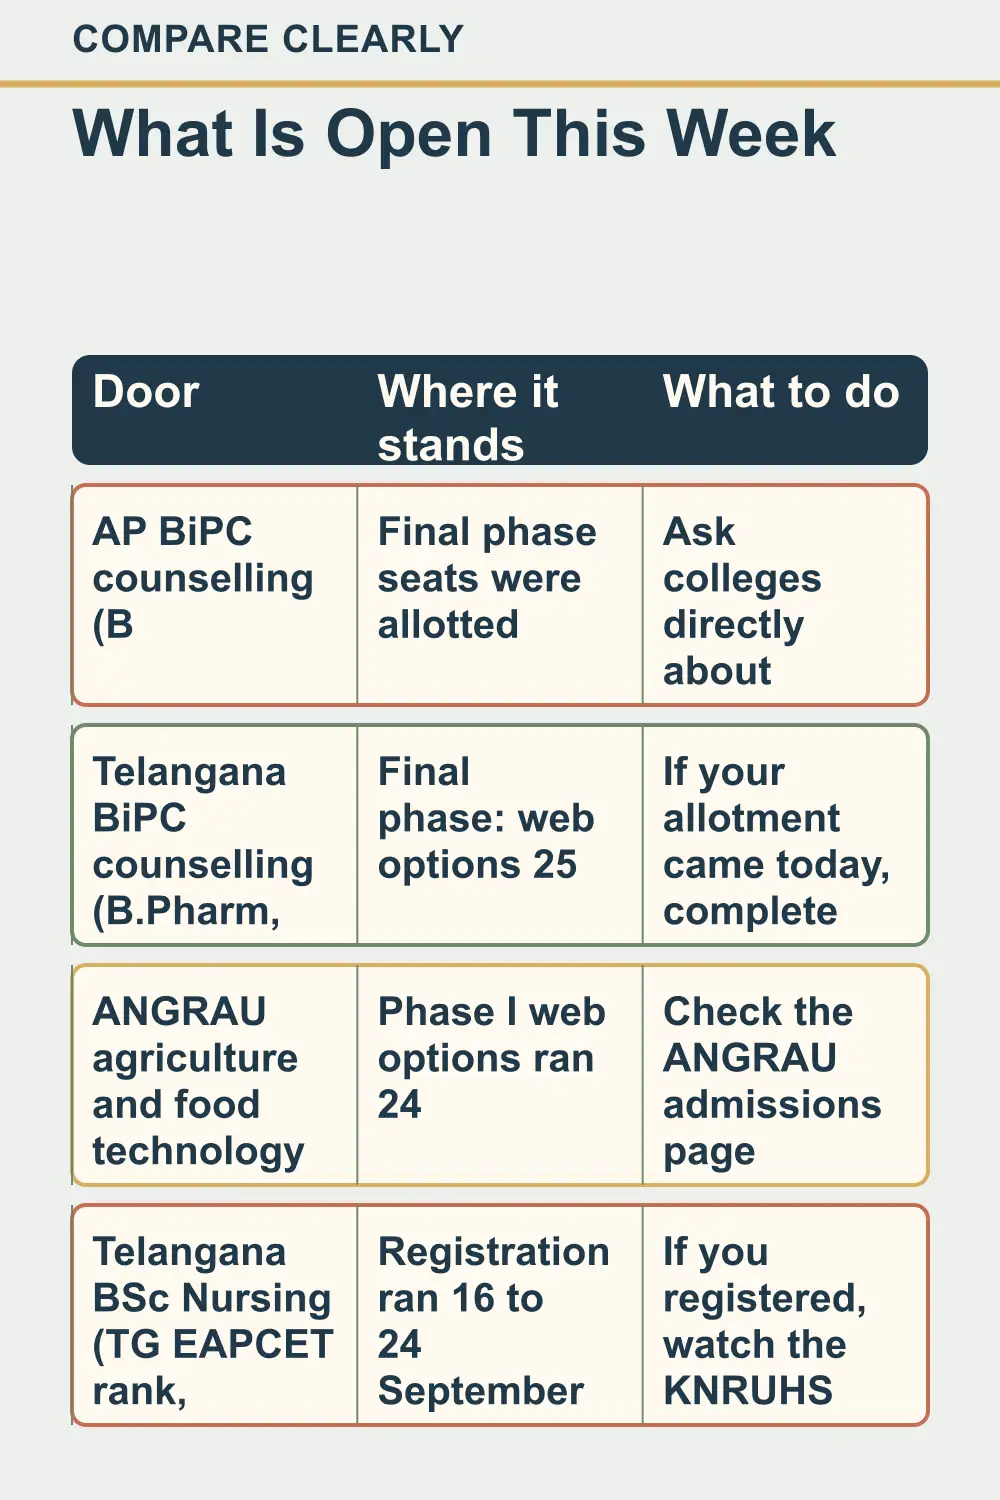 COMPARE CLEARLY
What Is Open This Week
Door
Where it
stands
What to do
AP BiPC
counselling
(B
Final phase
seats were
allotted
Ask
colleges
directly
about
Telangana
BiPC
counselling
(B.Pharm,
Final
phase: web
options 25
If your
allotment
came today,
complete
ANGRAU
agriculture
and food
technology
Phase I web
options ran
24
Check the
ANGRAU
admissions
page
Telangana
BSc Nursing
(TG EAPCET
rank,
Registration
ran 16 to
24
September
If you
registered,
watch the
KNRUHS